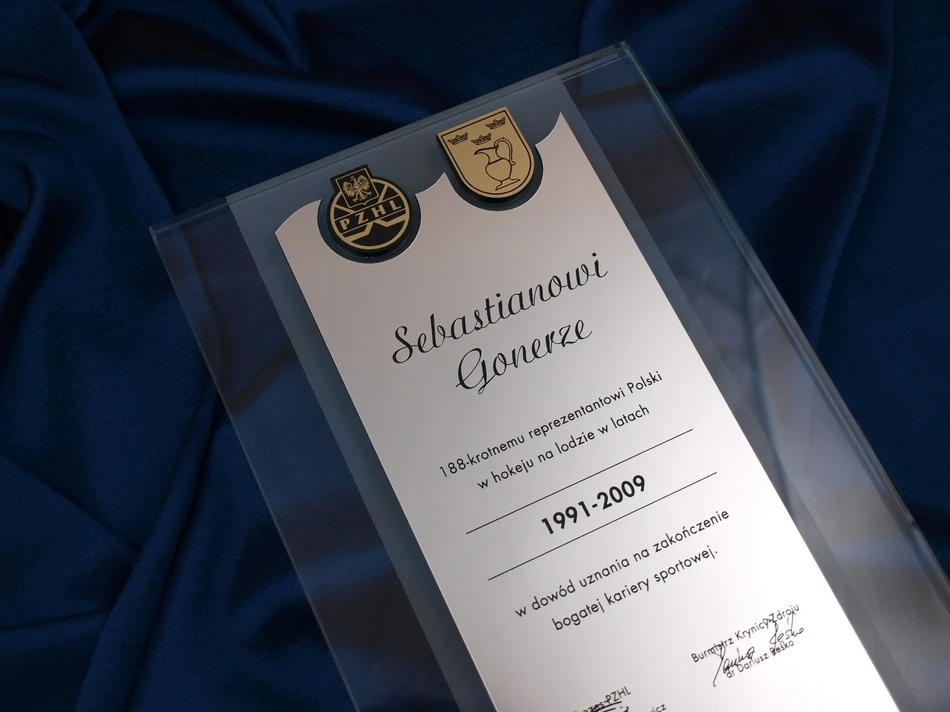 PZHL
Sebastianowi
Gonerze
188-krotnemu reprezentantowi Polski
w hokeju na lodzie w latach
1991-2009
w dowód uznania na zakończenie
bogatej kariery sportowej.
Burmistrz Krynicy-Zdroju
dr Dariusz Reśko
PZHL